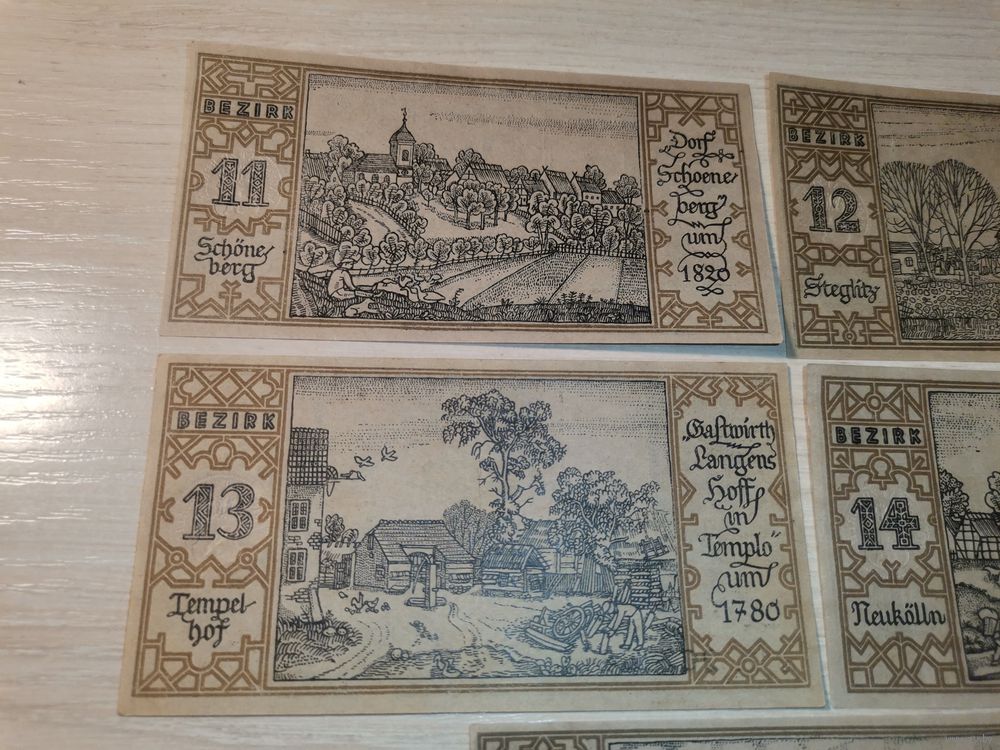 BEZIRK
11
Schöne-
berg
"Dorf
Schoene-
berg"
um
1820
BEZIRK
12
Steglitz
BEZIRK
13
Tempel-
hof
"Gastwirth
Langens
Hoff
in
Templo"
um
1780
BEZIRK
14
Neukölln